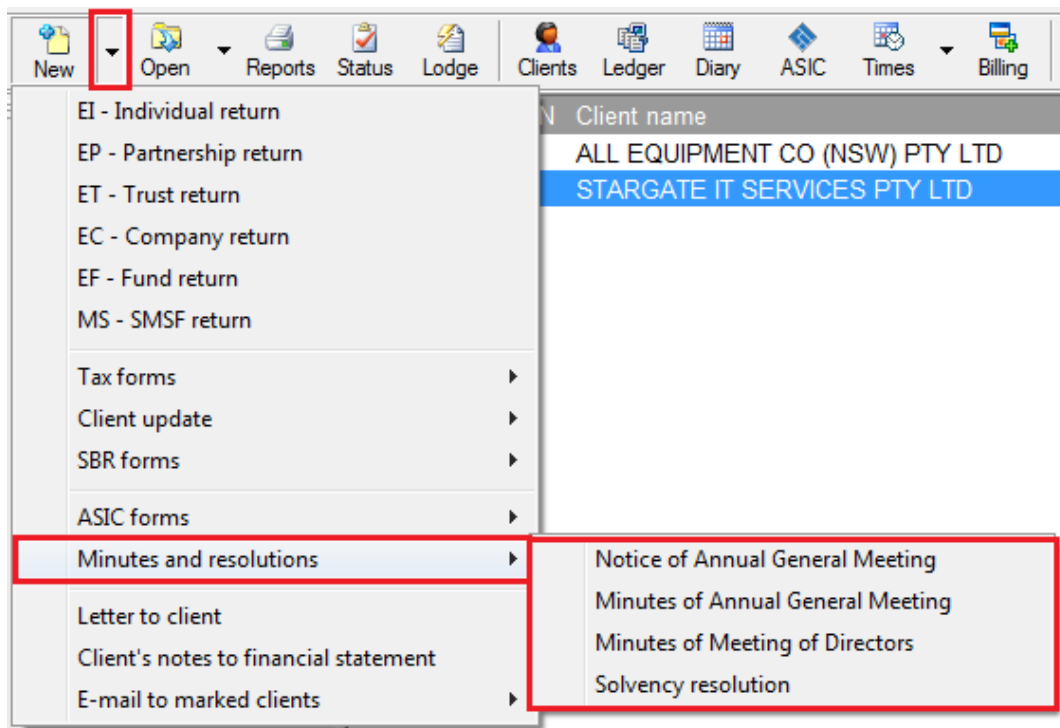 New Open Reports Status Lodge Clients Ledger Diary ASIC Times Billing
N Client name
ALL EQUIPMENT CO (NSW) PTY LTD
STARGATE IT SERVICES PTY LTD
EI - Individual return
EP - Partnership return
ET - Trust return
EC - Company return
EF - Fund return
MS - SMSF return
Tax forms
Client update
SBR forms
ASIC forms
Minutes and resolutions
Letter to client
Client's notes to financial statement
E-mail to marked clients
Notice of Annual General Meeting
Minutes of Annual General Meeting
Minutes of Meeting of Directors
Solvency resolution